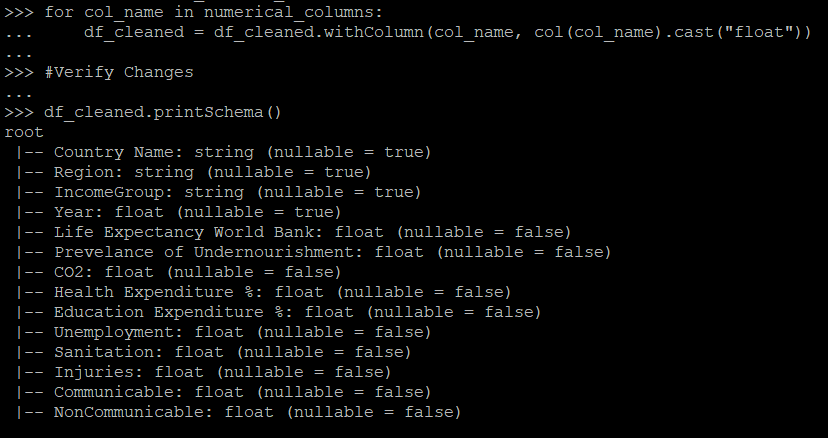 >>> for col_name in numerical_columns:
...     df_cleaned = df_cleaned.withColumn(col_name, col(col_name).cast("float"))
...
>>> #Verify Changes
...
>>> df_cleaned.printSchema()
root
 |-- Country Name: string (nullable = true)
 |-- Region: string (nullable = true)
 |-- IncomeGroup: string (nullable = true)
 |-- Year: float (nullable = true)
 |-- Life Expectancy World Bank: float (nullable = false)
 |-- Prevelance of Undernourishment: float (nullable = false)
 |-- CO2: float (nullable = false)
 |-- Health Expenditure %: float (nullable = false)
 |-- Education Expenditure %: float (nullable = false)
 |-- Unemployment: float (nullable = false)
 |-- Sanitation: float (nullable = false)
 |-- Injuries: float (nullable = false)
 |-- Communicable: float (nullable = false)
 |-- NonCommunicable: float (nullable = false)